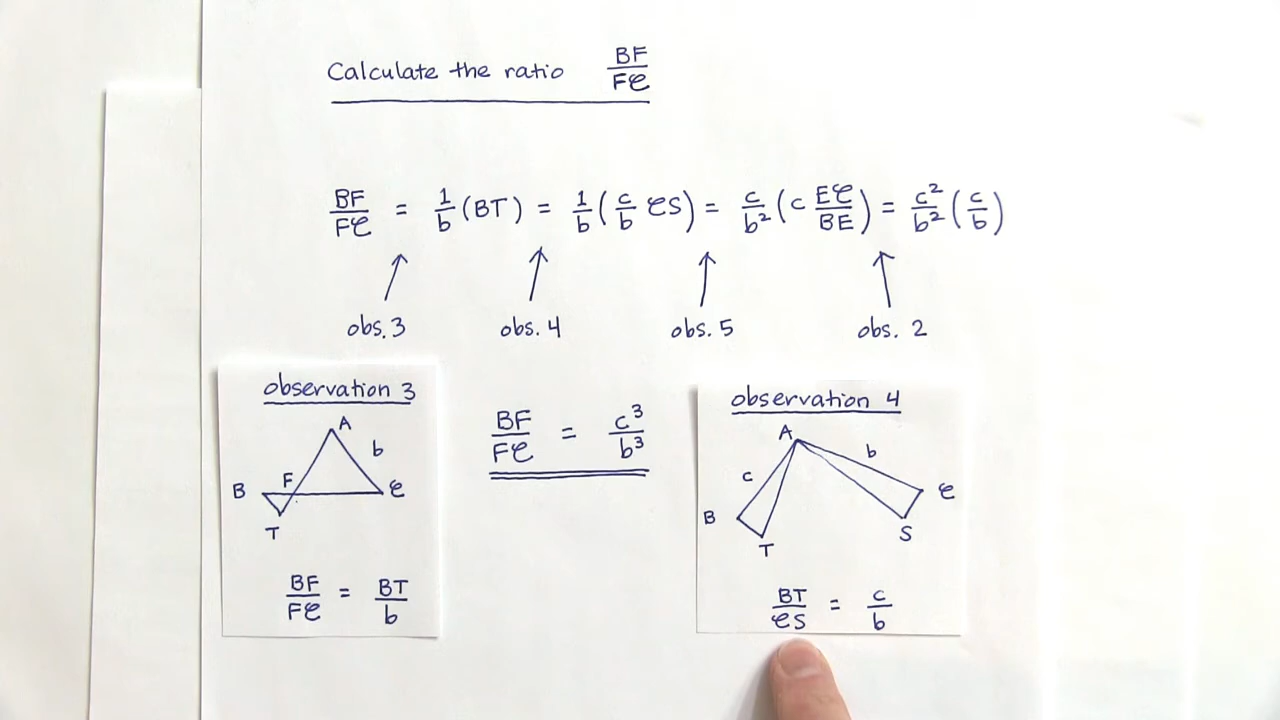 Calculate the ratio BF/FC
BF/FC = 1/b (BT) = 1/b (c/b CS) = c/b² (c EC/BE) = c²/b² (c/b)
obs. 3 obs. 4 obs. 5 obs. 2
observation 3
A
b
B F C
T
BF/FC = BT/b
BF/FC = c³/b³
observation 4
A
b
c
B C
T S
BT/CS = c/b